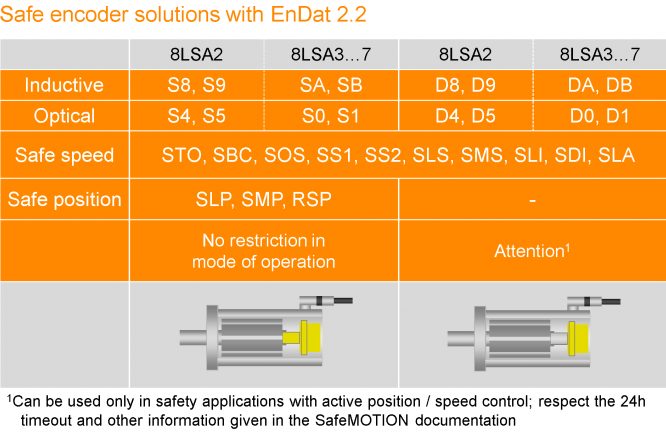 Safe encoder solutions with EnDat 2.2
8LSA2 8LSA3...7 8LSA2 8LSA3...7
Inductive S8, S9 SA, SB D8, D9 DA, DB
Optical S4, S5 S0, S1 D4, D5 D0, D1
Safe speed STO, SBC, SOS, SS1, SS2, SLS, SMS, SLI, SDI, SLA
Safe position SLP, SMP, RSP -
No restriction in
mode of operation
Attention¹
¹Can be used only in safety applications with active position / speed control; respect the 24h
timeout and other information given in the SafeMOTION documentation